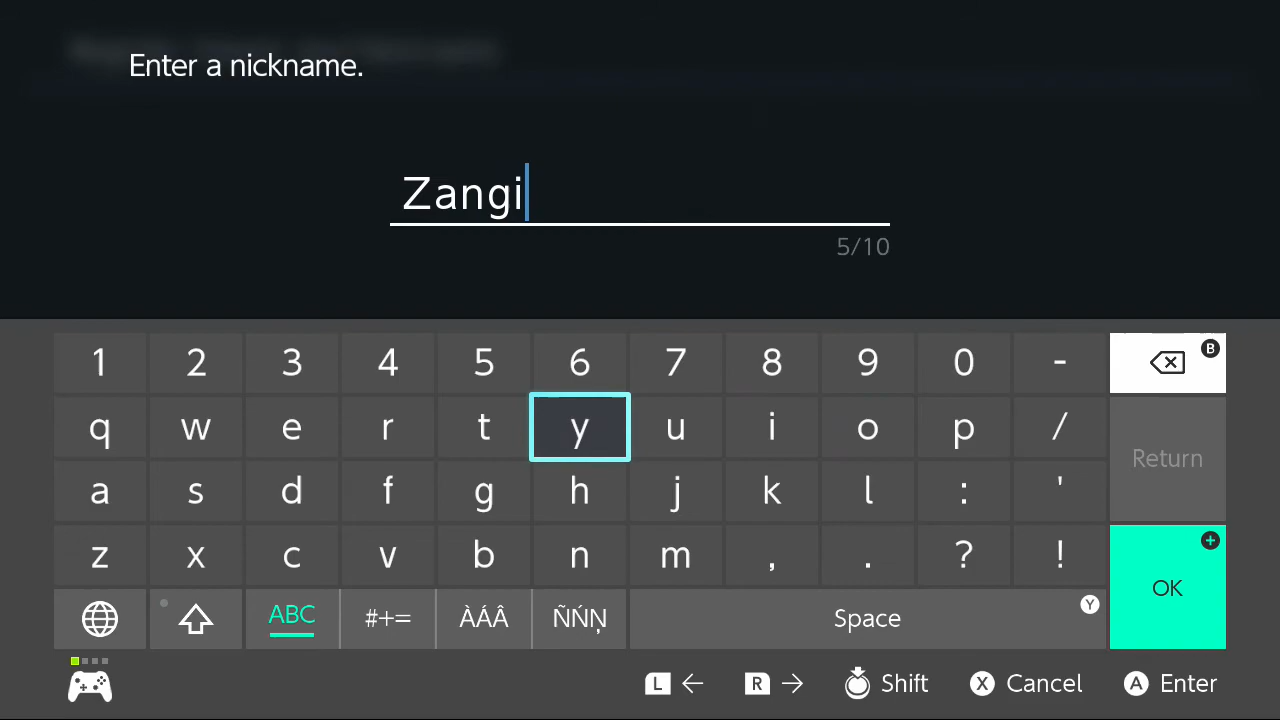 Enter a nickname.
Zangi
5/10
1 2 3 4 5 6 7 8 9 0 - B
q w e r t y u i o p / Return
a s d f g h j k l : '
z x c v b n m , . ? ! + OK
ABC #+= ÀÁÂ ÑŃŅ Space Y
L ← R → Shift X Cancel A Enter